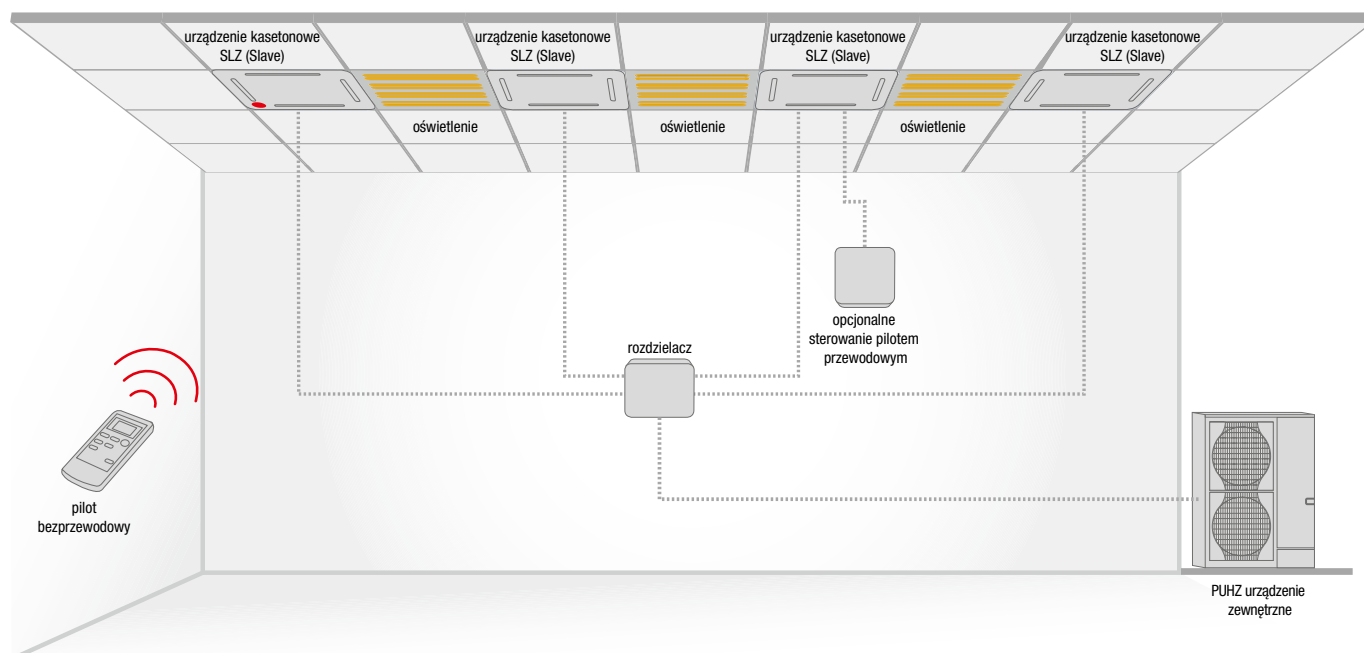 urządzenie kasetonowe
SLZ (Slave)
urządzenie kasetonowe
SLZ (Slave)
urządzenie kasetonowe
SLZ (Slave)
urządzenie kasetonowe
SLZ (Slave)
oświetlenie
oświetlenie
oświetlenie
opcjonalne
sterowanie pilotem
przewodowym
rozdzielacz
pilot
bezprzewodowy
PUHZ urządzenie
zewnętrzne